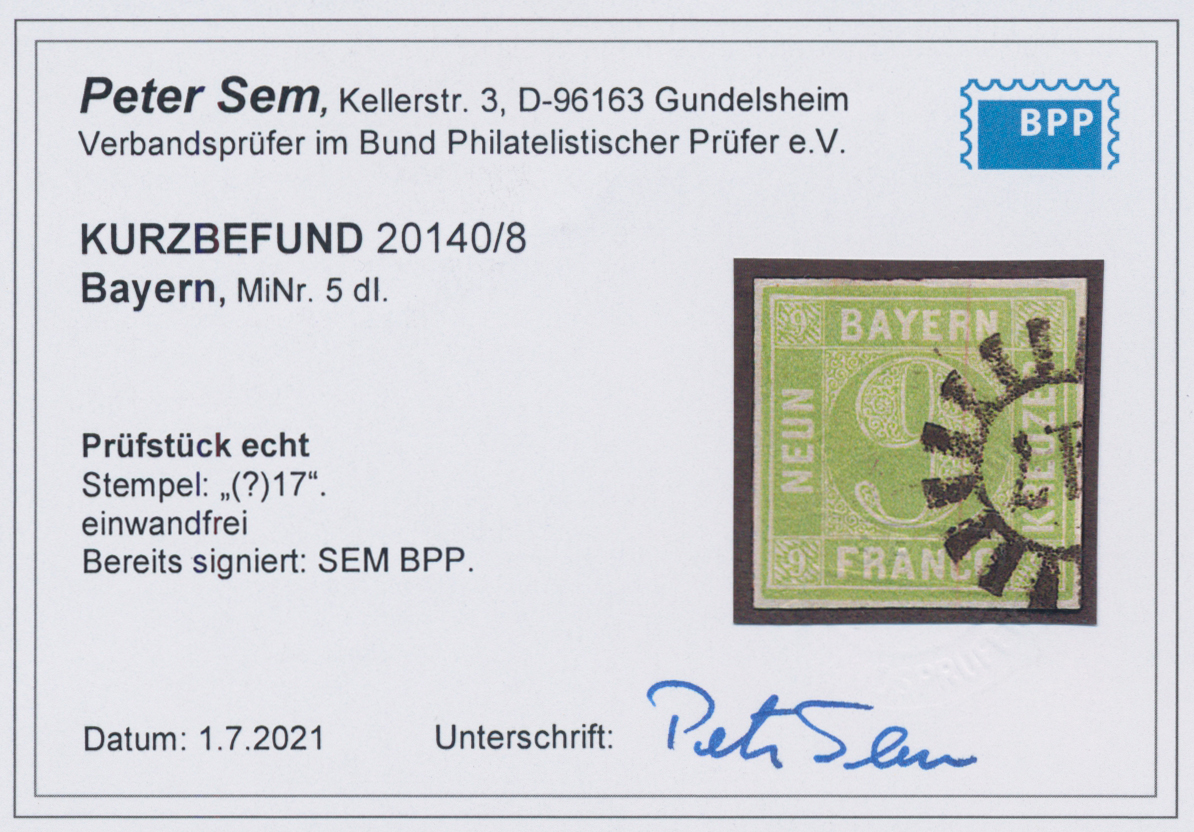 Peter Sem, Kellerstr. 3, D-96163 Gundelsheim
Verbandsprüfer im Bund Philatelistischer Prüfer e.V.
BPP
KURZBEFUND 20140/8
Bayern, MiNr. 5 dI.
9
BAYERN
NEUN
9
KREUZER
9
FRANCO
Prüfstück echt
Stempel: „(?)17“.
einwandfrei
Bereits signiert: SEM BPP.
Datum: 1.7.2021
Unterschrift:
Peter Sem